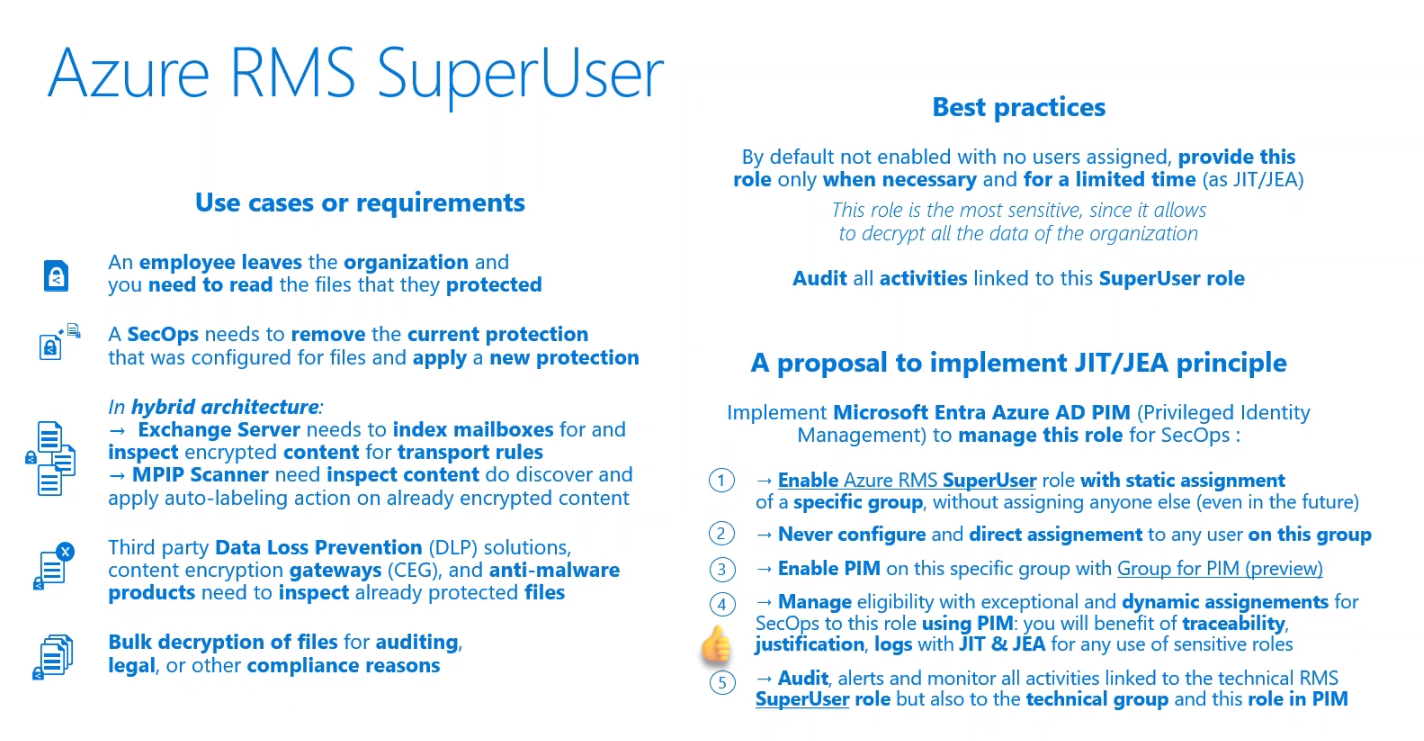 Azure RMS SuperUser
Use cases or requirements
An employee leaves the organization and
you need to read the files that they protected
A SecOps needs to remove the current protection
that was configured for files and apply a new protection
In hybrid architecture:
→ Exchange Server needs to index mailboxes for and
inspect encrypted content for transport rules
→ MPIP Scanner need inspect content do discover and
apply auto-labeling action on already encrypted content
Third party Data Loss Prevention (DLP) solutions,
content encryption gateways (CEG), and anti-malware
products need to inspect already protected files
X
Bulk decryption of files for auditing,
legal, or other compliance reasons
Best practices
By default not enabled with no users assigned, provide this
role only when necessary and for a limited time (as JIT/JEA)
This role is the most sensitive, since it allows
to decrypt all the data of the organization
Audit all activities linked to this SuperUser role
A proposal to implement JIT/JEA principle
Implement Microsoft Entra Azure AD PIM (Privileged Identity
Management) to manage this role for SecOps :
1 → Enable Azure RMS SuperUser role with static assignment
of a specific group, without assigning anyone else (even in the future)
2 → Never configure and direct assignement to any user on this group
3 → Enable PIM on this specific group with Group for PIM (preview)
4 → Manage eligibility with exceptional and dynamic assignements for
SecOps to this role using PIM: you will benefit of traceability,
justification, logs with JIT & JEA for any use of sensitive roles
5 → Audit, alerts and monitor all activities linked to the technical RMS
SuperUser role but also to the technical group and this role in PIM